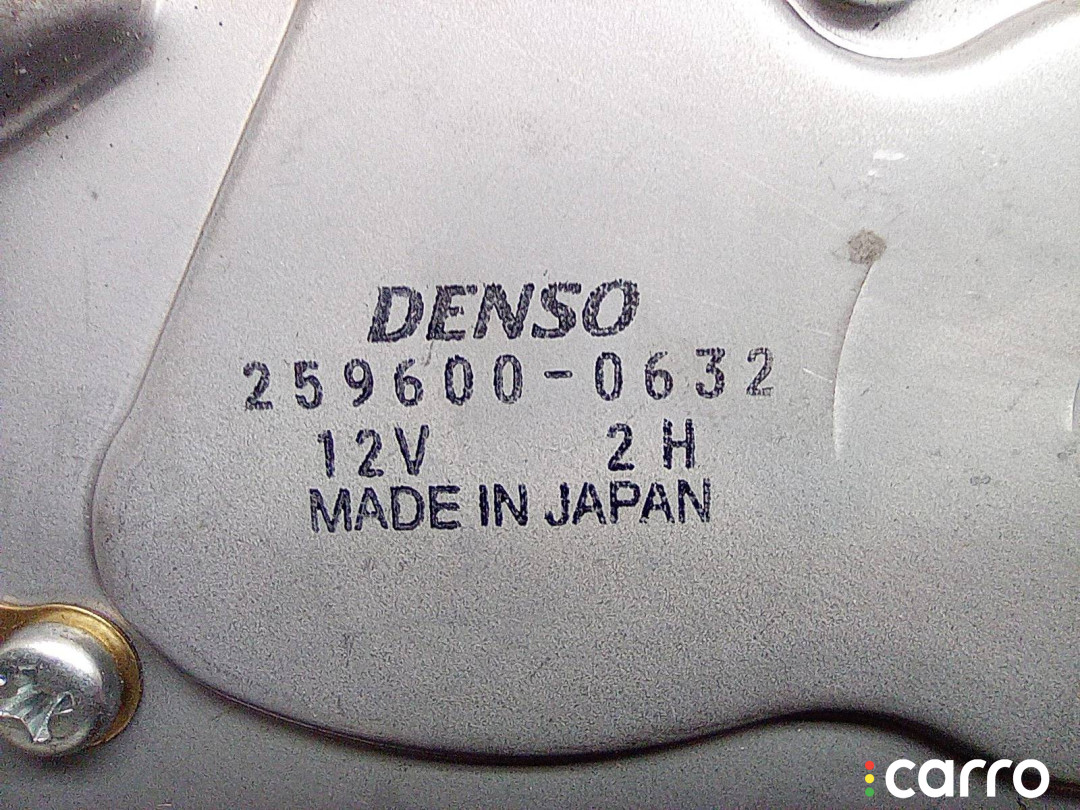 DENSO
259600-0632
12V 2H
MADE IN JAPAN
carro